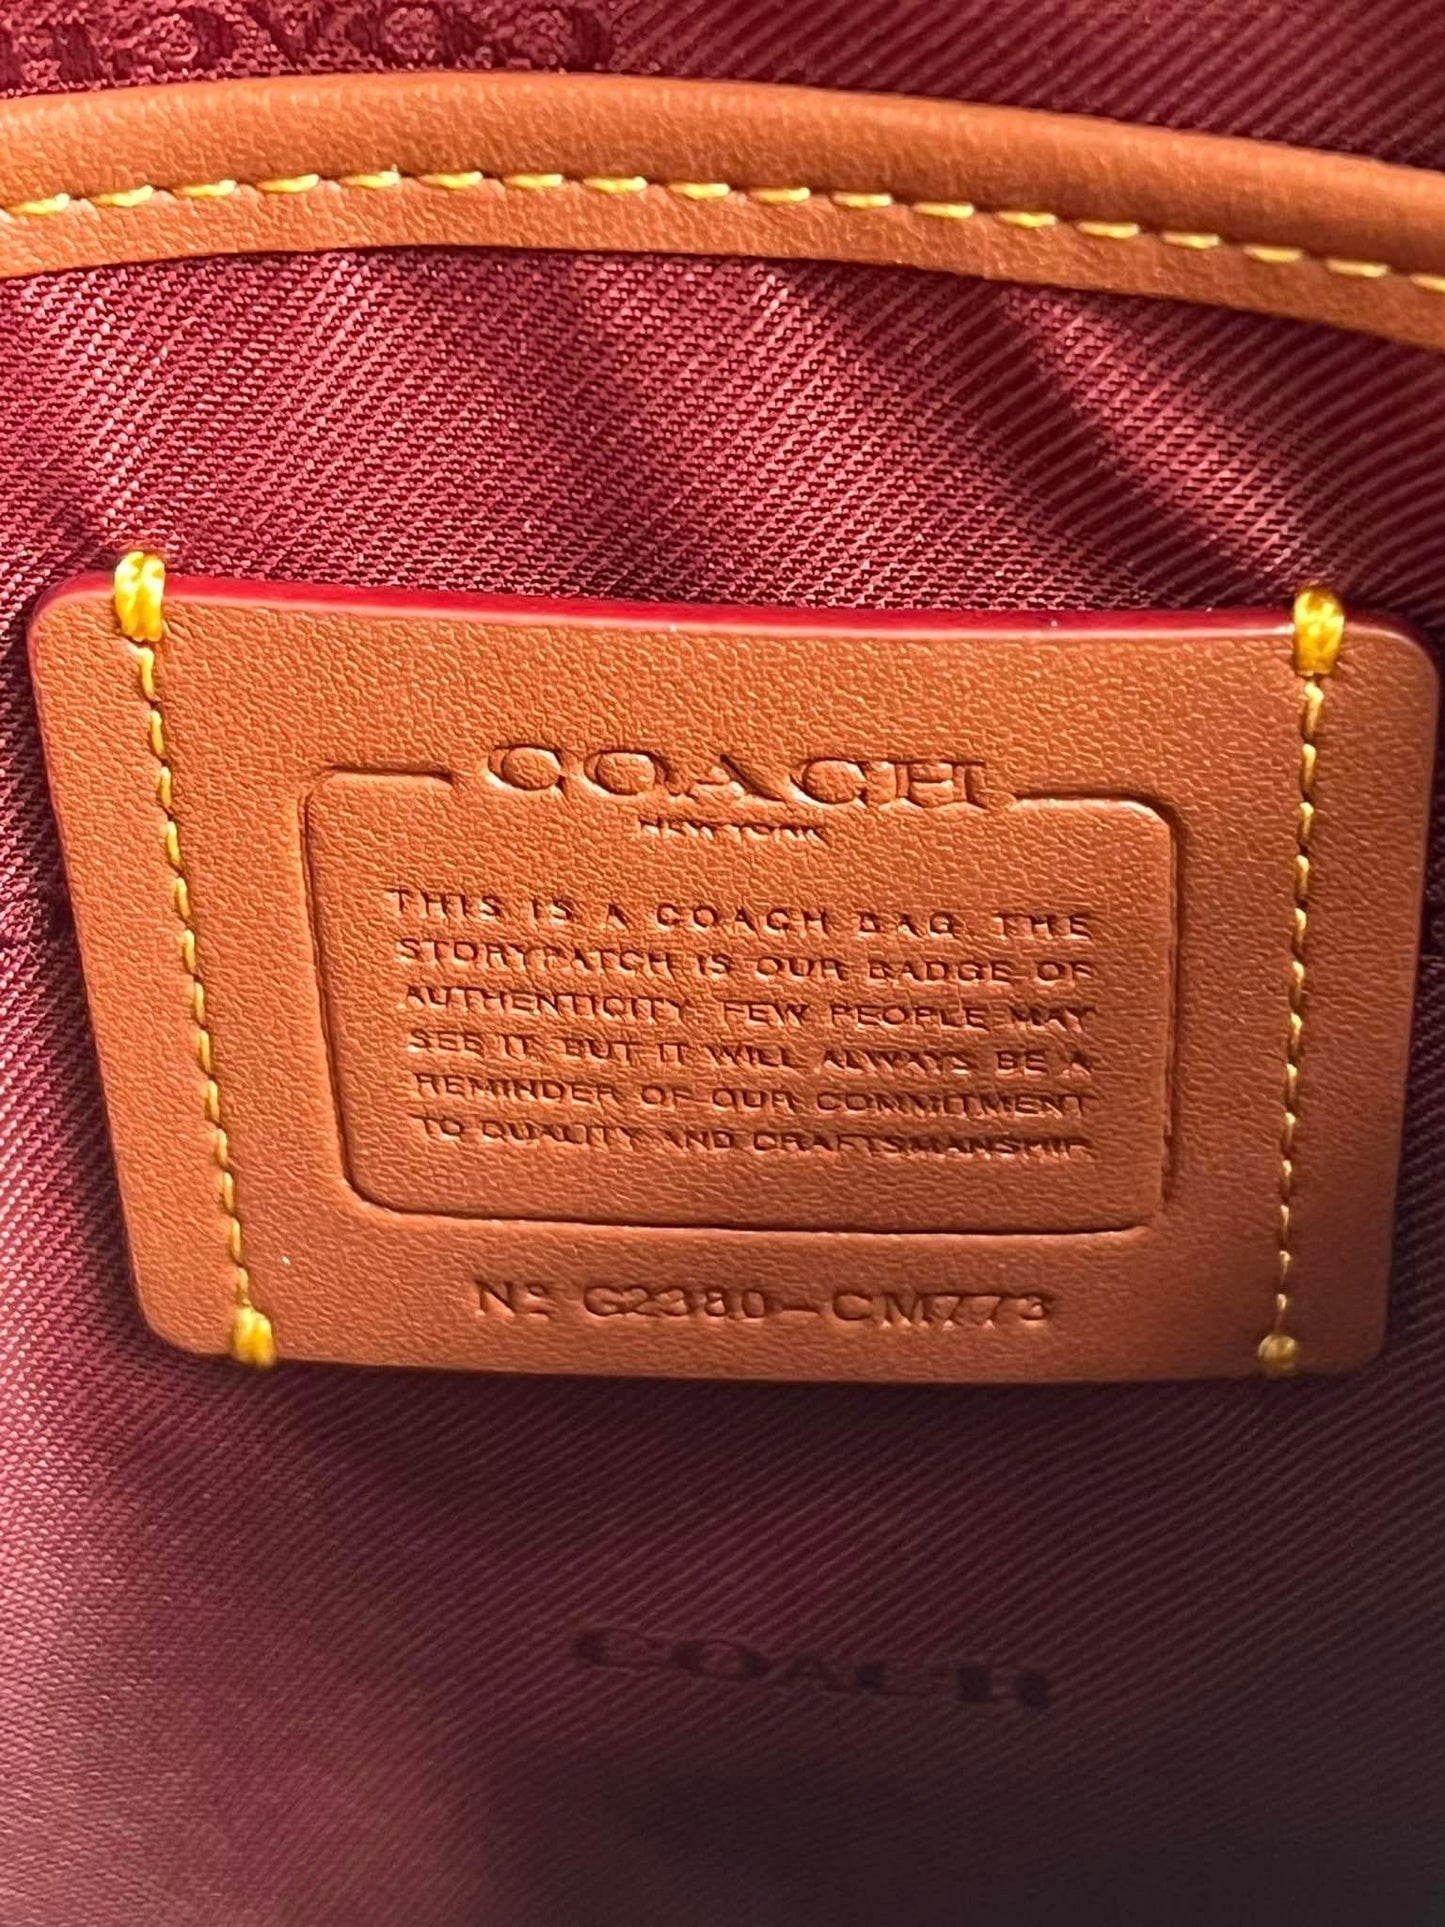 COACH
COACH
NEW YORK
THIS IS A COACH BAG. THE
STORYPATCH IS OUR BADGE OF
AUTHENTICITY. FEW PEOPLE MAY
SEE IT. BUT IT WILL ALWAYS BE A
REMINDER OF OUR COMMITMENT
TO QUALITY AND CRAFTSMANSHIP.
Nº G2380-CM773
COACH